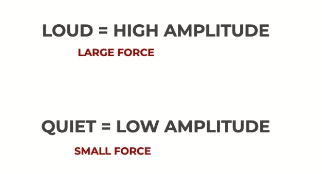 LOUD = HIGH AMPLITUDE
LARGE FORCE
QUIET = LOW AMPLITUDE
SMALL FORCE